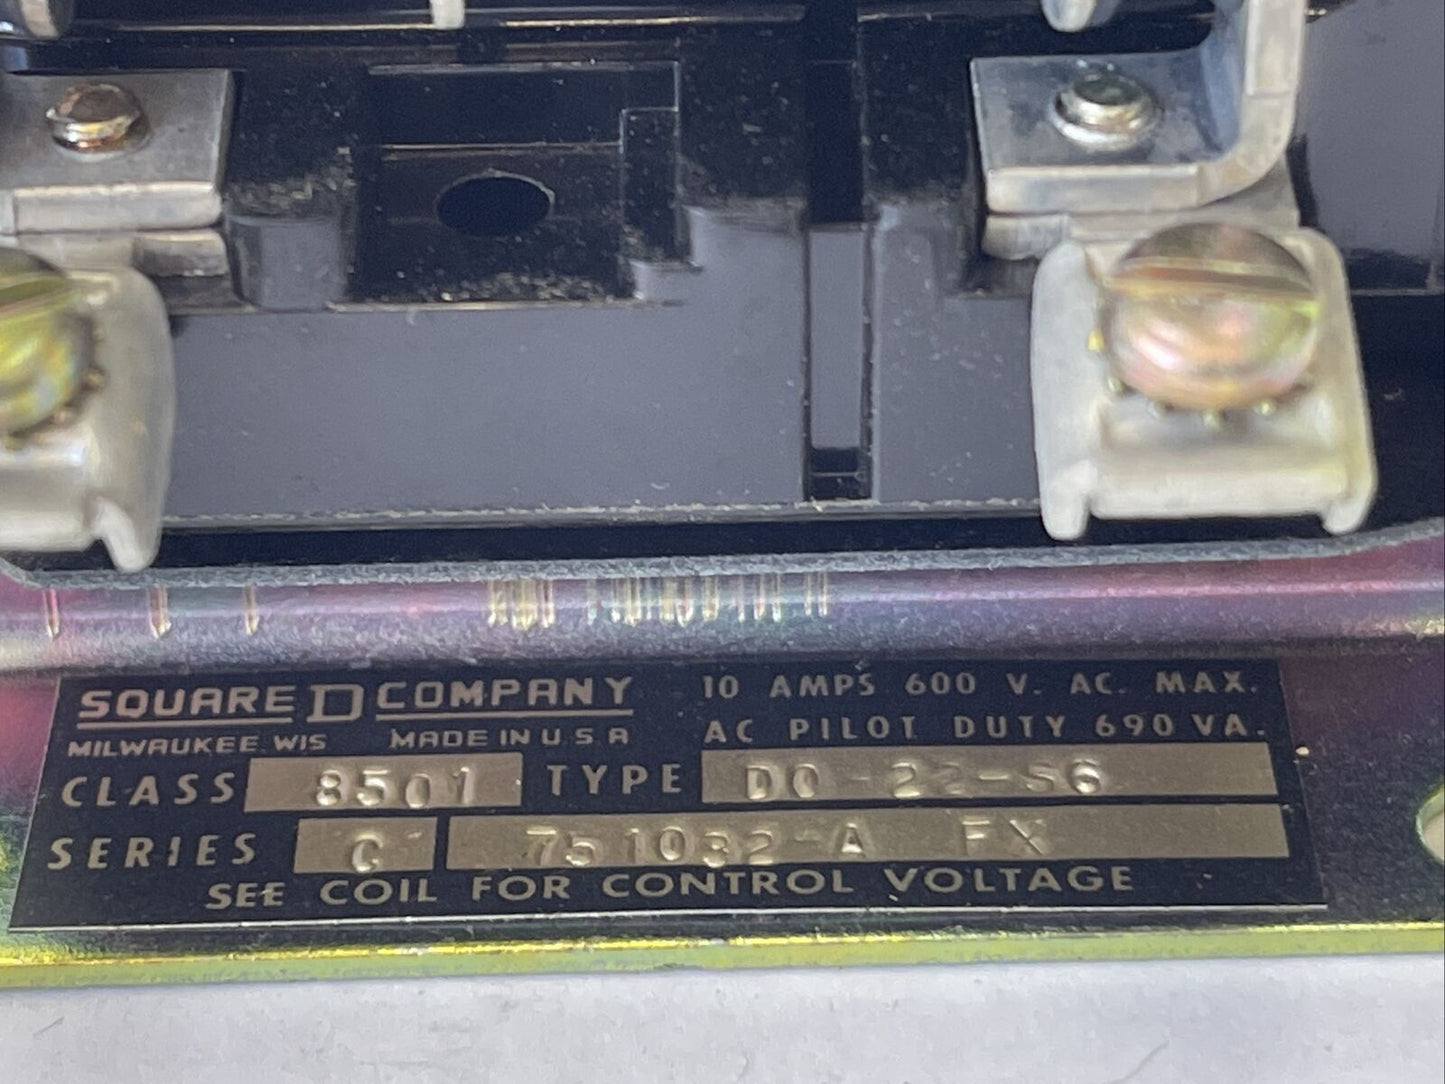 SQUARE D COMPANY
MILWAUKEE WIS MADE IN U S A
10 AMPS 600 V. AC. MAX.
AC PILOT DUTY 690 VA.
CLASS 8501 TYPE DO-22-S6
SERIES C 751032-A FX
SEE COIL FOR CONTROL VOLTAGE